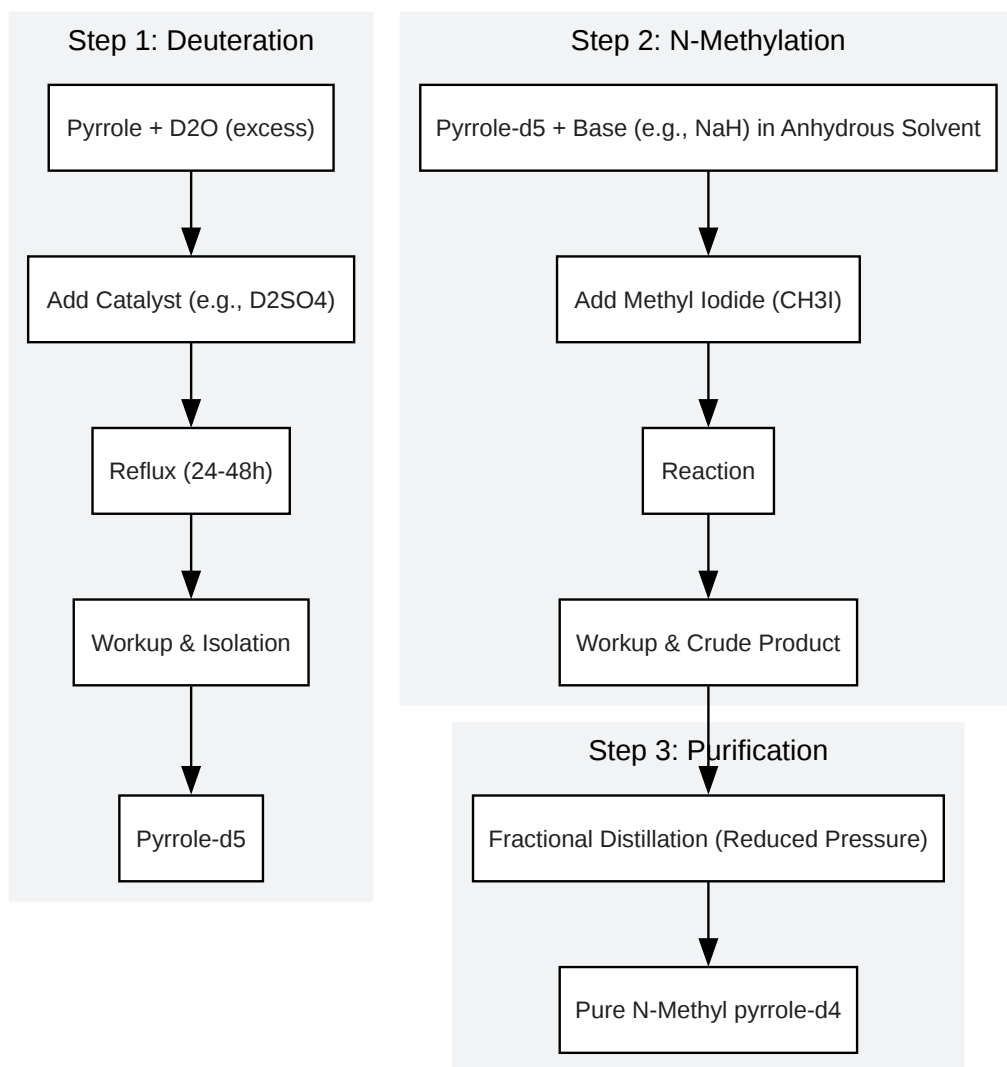 Step 1: Deuteration
Pyrrole + D2O (excess)
Add Catalyst (e.g., D2SO4)
Reflux (24-48h)
Workup & Isolation
Pyrrole-d5
Step 2: N-Methylation
Pyrrole-d5 + Base (e.g., NaH) in Anhydrous Solvent
Add Methyl Iodide (CH3I)
Reaction
Workup & Crude Product
Step 3: Purification
Fractional Distillation (Reduced Pressure)
Pure N-Methyl pyrrole-d4